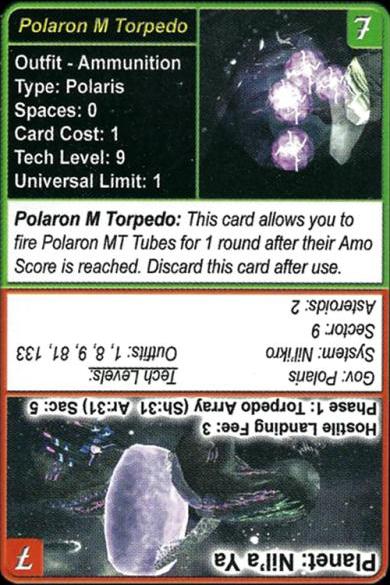 Polaron M Torpedo
7
Outfit - Ammunition
Type: Polaris
Spaces: 0
Card Cost: 1
Tech Level: 9
Universal Limit: 1
Polaron M Torpedo: This card allows you to
fire Polaron MT Tubes for 1 round after their Amo
Score is reached. Discard this card after use.
Planet: Nil'a Ya
7
Hostile Landing Fee: 3
Phase 1: Torpedo Array (Sh:31) (Ar:31) Sac: 5
Gov: Polaris
Tech Levels:
System: Nil'ikro
Outfits: 1, 8, 9, 81, 133
Sector: 9
Asteroids: 2